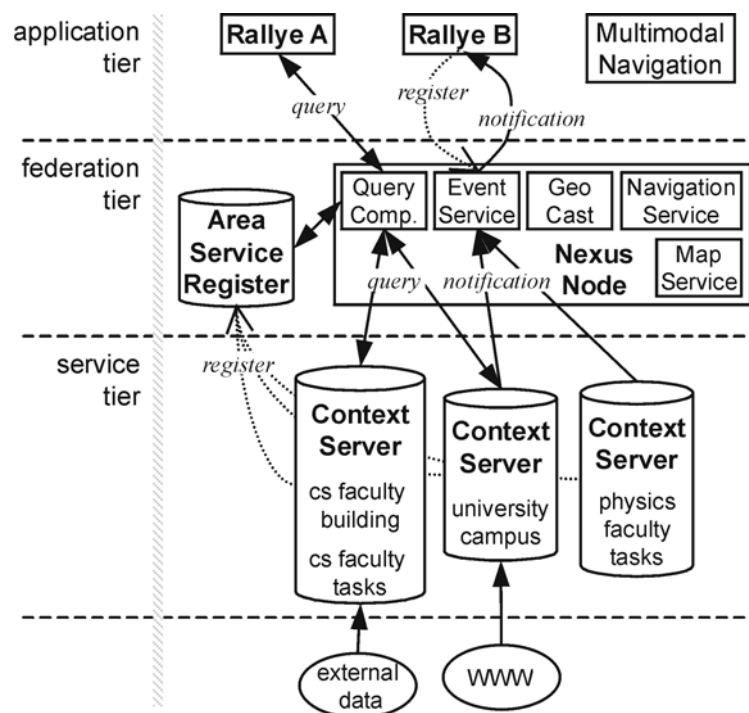 application
tier
Rallye A
Rallye B
Multimodal
Navigation
query
register
notification
federation
tier
Area
Service
Register
Query
Comp.
Event
Service
Geo
Cast
Navigation
Service
Nexus
Node
Map
Service
query
notification
service
tier
register
Context
Server
cs faculty
building
cs faculty
tasks
Context
Server
university
campus
Context
Server
physics
faculty
tasks
external
data
WWW